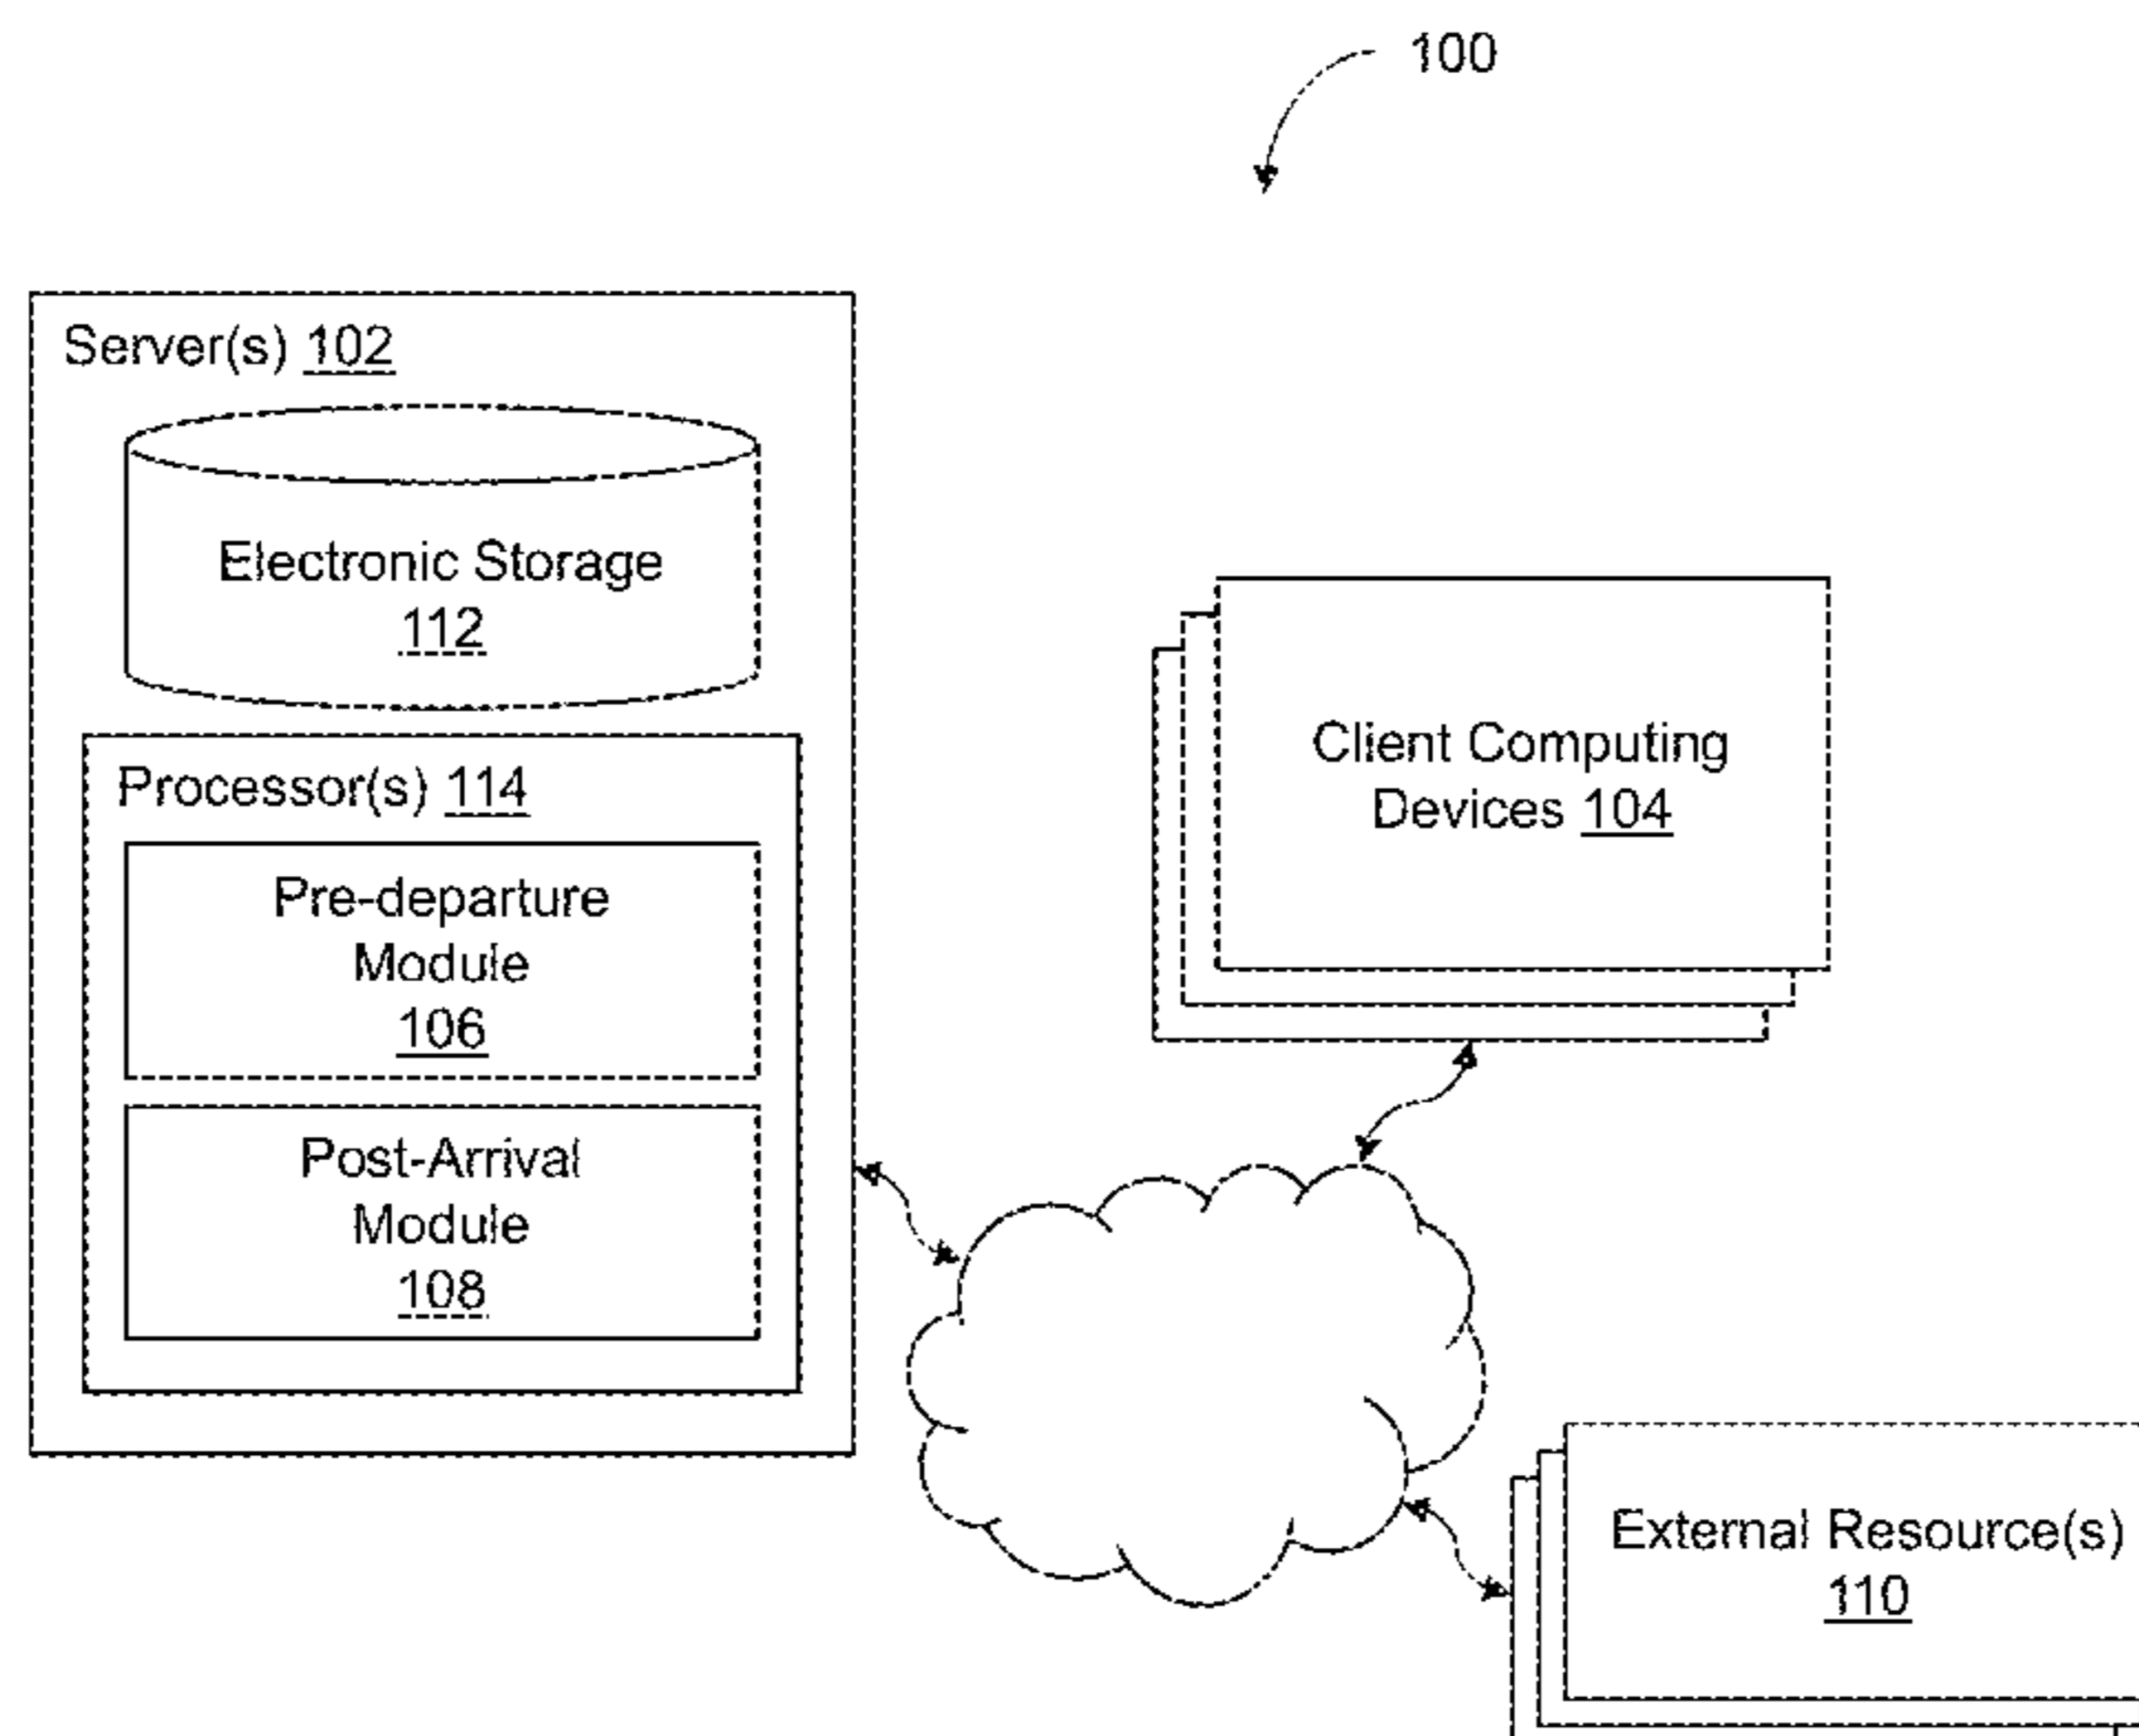 100
Server(s) 102
Electronic Storage
112
Processor(s) 114
Pre-departure
Module
106
Post-Arrival
Module
108
Client Computing
Devices 104
External Resource(s)
110